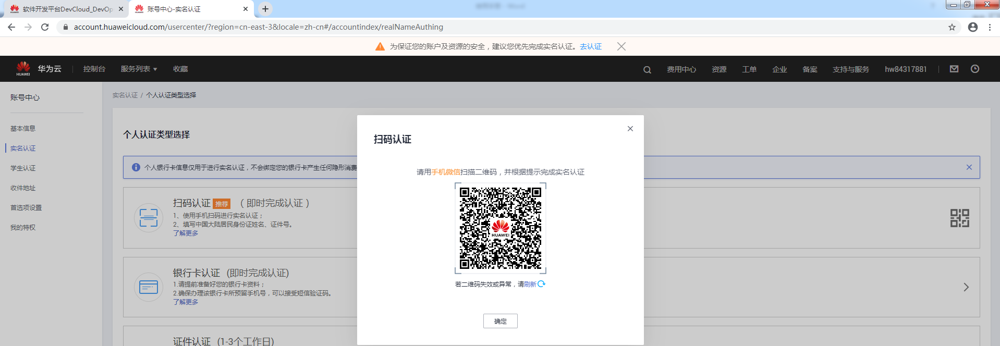 软件开发平台DevCloud_DevOp
账号中心-实名认证
account.huaweicloud.com/usercenter/?region=cn-east-3&locale=zh-cn#/accountindex/realNameAuthing
为保证您的账户及资源的安全，建议您优先完成实名认证。去认证
HUAWEI
华为云
控制台
服务列表
收藏
费用中心
资源
工单
企业
备案
支持与服务
hw84317881
账号中心
基本信息
实名认证
学生认证
收件地址
首选项设置
我的特权
实名认证 / 个人认证类型选择
个人认证类型选择
个人银行卡信息仅用于进行实名认证，不会绑定您的银行卡产生任何隐形消费
扫码认证 推荐 （ 即时完成认证 ）
1、使用手机扫码进行实名认证；
2、填写中国大陆居民身份证姓名、证件号。
了解更多
银行卡认证 (即时完成认证)
1.请提前准备好您的银行卡资料；
2.确保办理该银行卡所预留手机号，可以接受短信验证码。
了解更多
证件认证 (1-3个工作日)
扫码认证
请用手机微信扫描二维码，并根据提示完成实名认证
HUAWEI
若二维码失效或异常，请刷新
确定